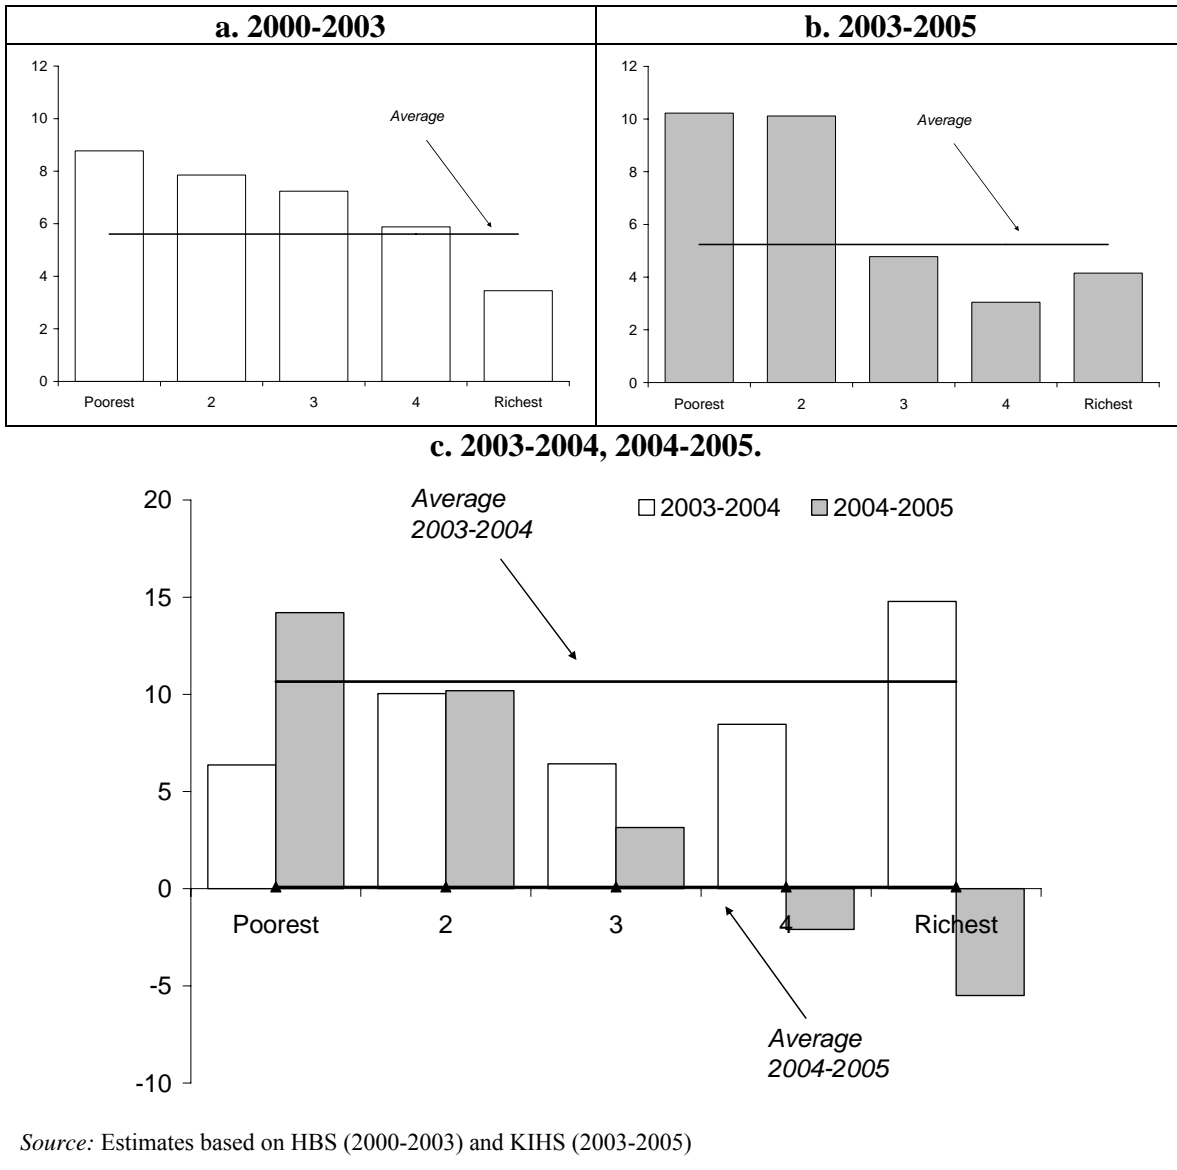 a. 2000-2003
12
10
8
6
4
2
0
Average
Poorest 2 3 4 Richest
b. 2003-2005
12
10
8
6
4
2
0
Average
Poorest 2 3 4 Richest
c. 2003-2004, 2004-2005.
Average
2003-2004
2003-2004 2004-2005
20
15
10
5
0
-5
-10
Poorest 2 3 4 Richest
Average
2004-2005
Source: Estimates based on HBS (2000-2003) and KIHS (2003-2005)